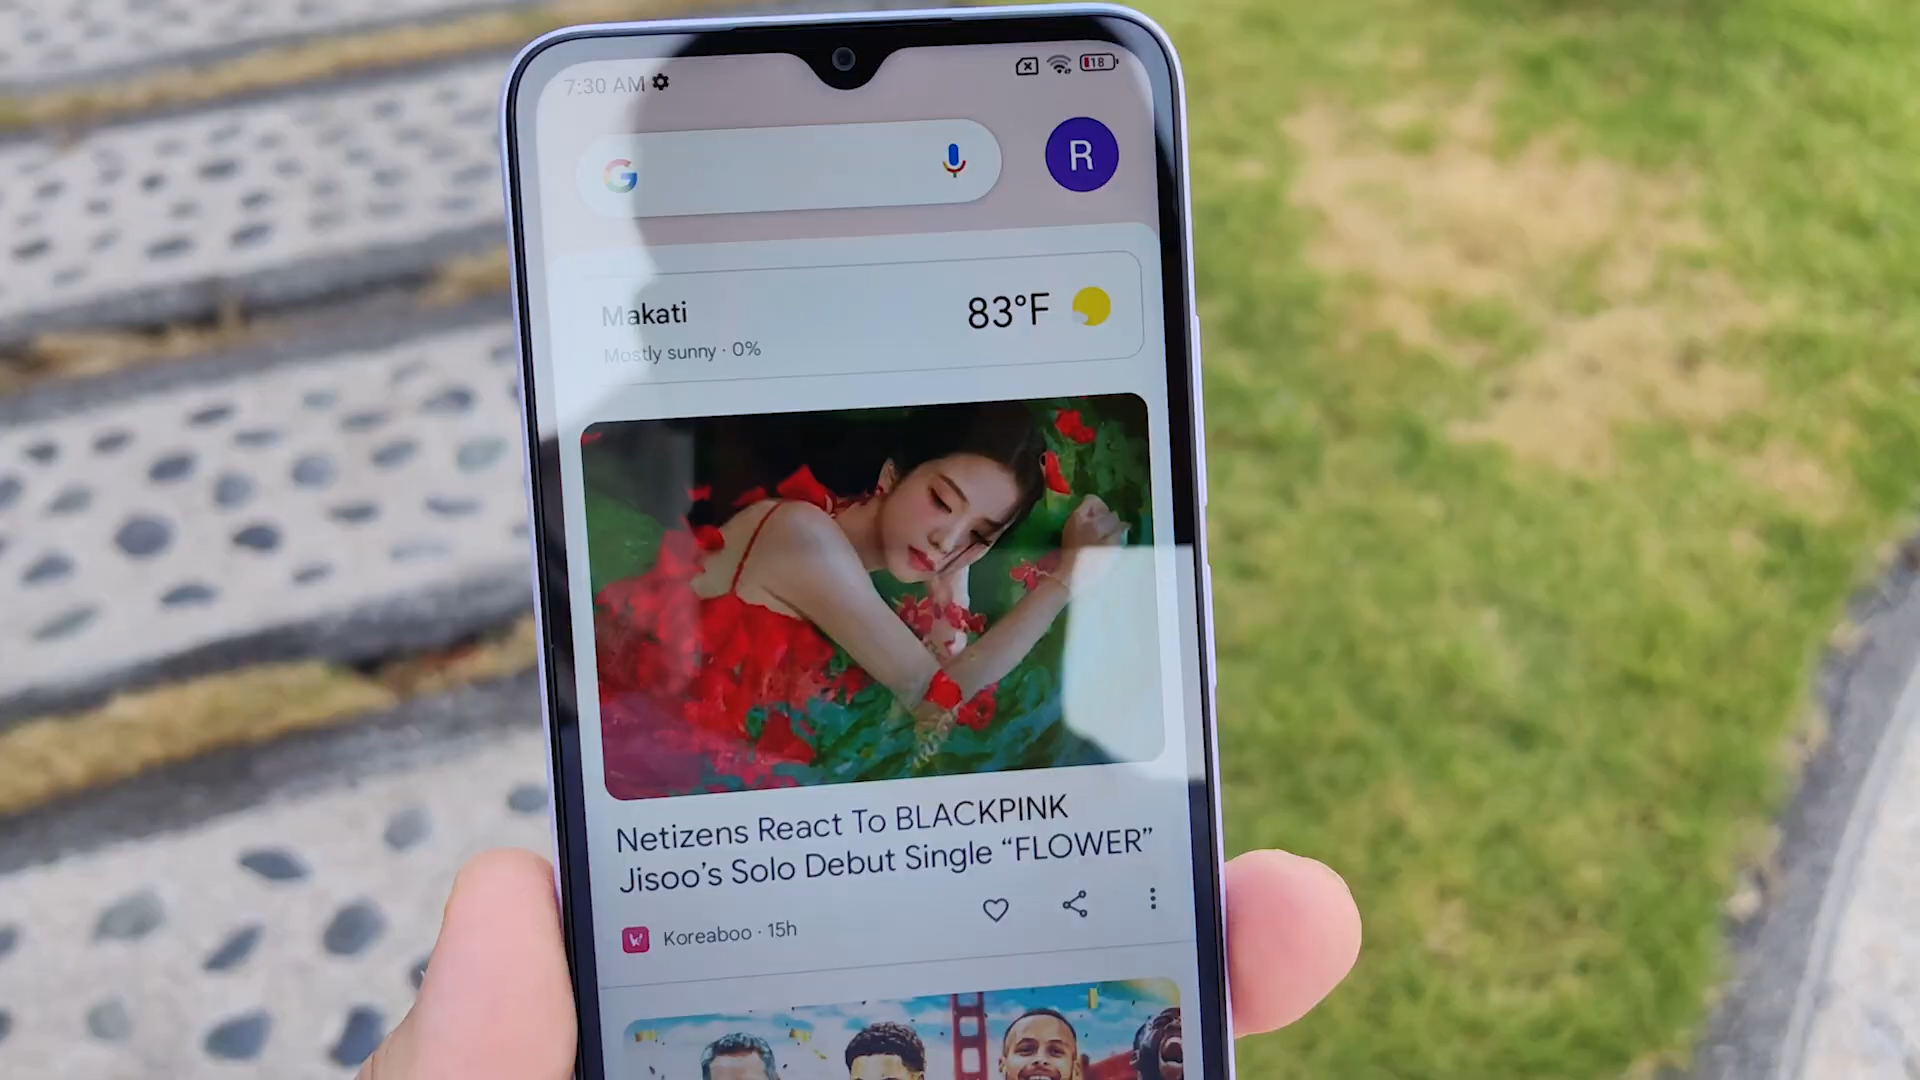 7:30 AM
18
G
R
Makati
83°F
Mostly sunny · 0%
Netizens React To BLACKPINK
Jisoo's Solo Debut Single “FLOWER”
Koreaboo · 15h